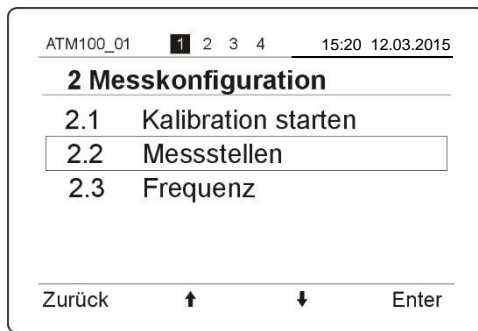 ATM100_01 1 2 3 4 15:20 12.03.2015
2 Messkonfiguration
2.1 Kalibration starten
2.2 Messstellen
2.3 Frequenz
Zurück ↑ ↓ Enter